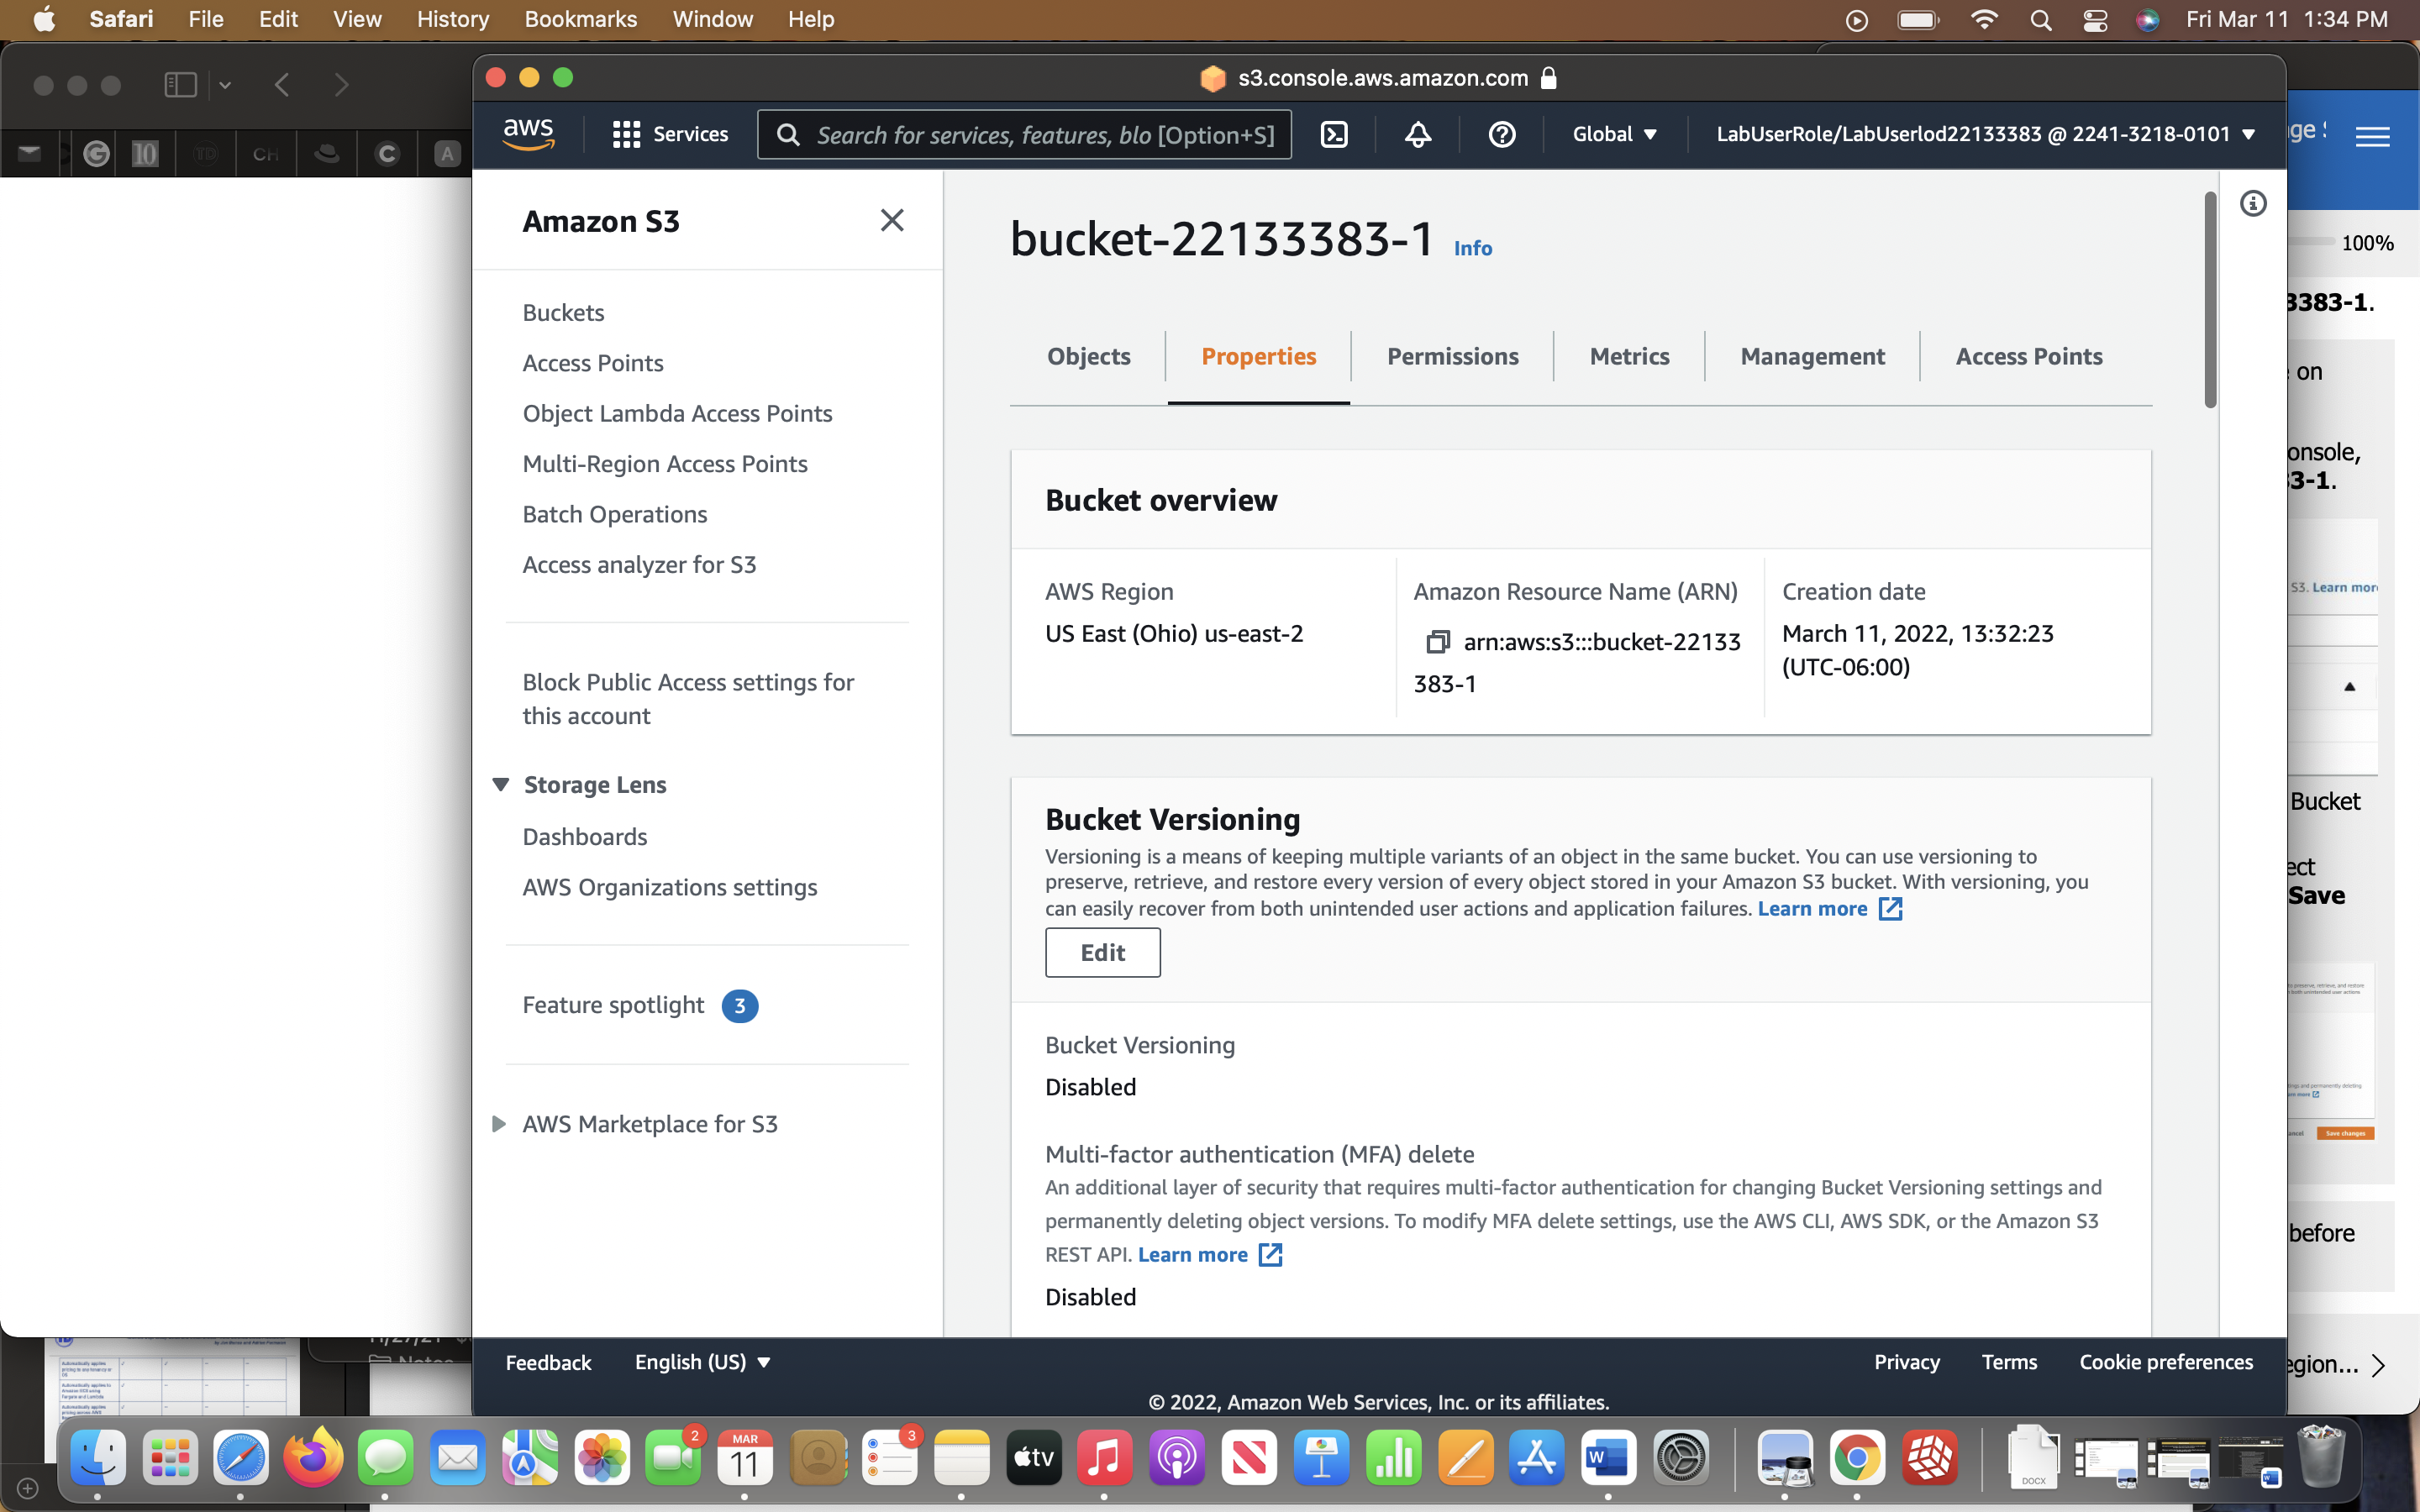 Safari File Edit View History Bookmarks Window Help
Fri Mar 11 1:34 PM
s3.console.aws.amazon.com
10 TD CH C A
aws
Services
Search for services, features, blo [Option+S]
Global
LabUserRole/LabUserlod22133383 @ 2241-3218-0101
Amazon S3
Buckets
Access Points
Object Lambda Access Points
Multi-Region Access Points
Batch Operations
Access analyzer for S3
Block Public Access settings for
this account
Storage Lens
Dashboards
AWS Organizations settings
Feature spotlight 3
AWS Marketplace for S3
bucket-22133383-1 Info
Objects Properties Permissions Metrics Management Access Points
Bucket overview
AWS Region
US East (Ohio) us-east-2
Amazon Resource Name (ARN)
arn:aws:s3:::bucket-22133
383-1
Creation date
March 11, 2022, 13:32:23
(UTC-06:00)
Bucket Versioning
Versioning is a means of keeping multiple variants of an object in the same bucket. You can use versioning to
preserve, retrieve, and restore every version of every object stored in your Amazon S3 bucket. With versioning, you
can easily recover from both unintended user actions and application failures. Learn more
Edit
Bucket Versioning
Disabled
Multi-factor authentication (MFA) delete
An additional layer of security that requires multi-factor authentication for changing Bucket Versioning settings and
permanently deleting object versions. To modify MFA delete settings, use the AWS CLI, AWS SDK, or the Amazon S3
REST API. Learn more
Disabled
100%
3383-1.
on
onsole,
3-1.
S3. Learn mor
Bucket
ect
Save
Save changes
before
egion...
Feedback English (US)
Privacy Terms Cookie preferences
© 2022, Amazon Web Services, Inc. or its affiliates.
2
MAR
11
3
tv
W
DOCX